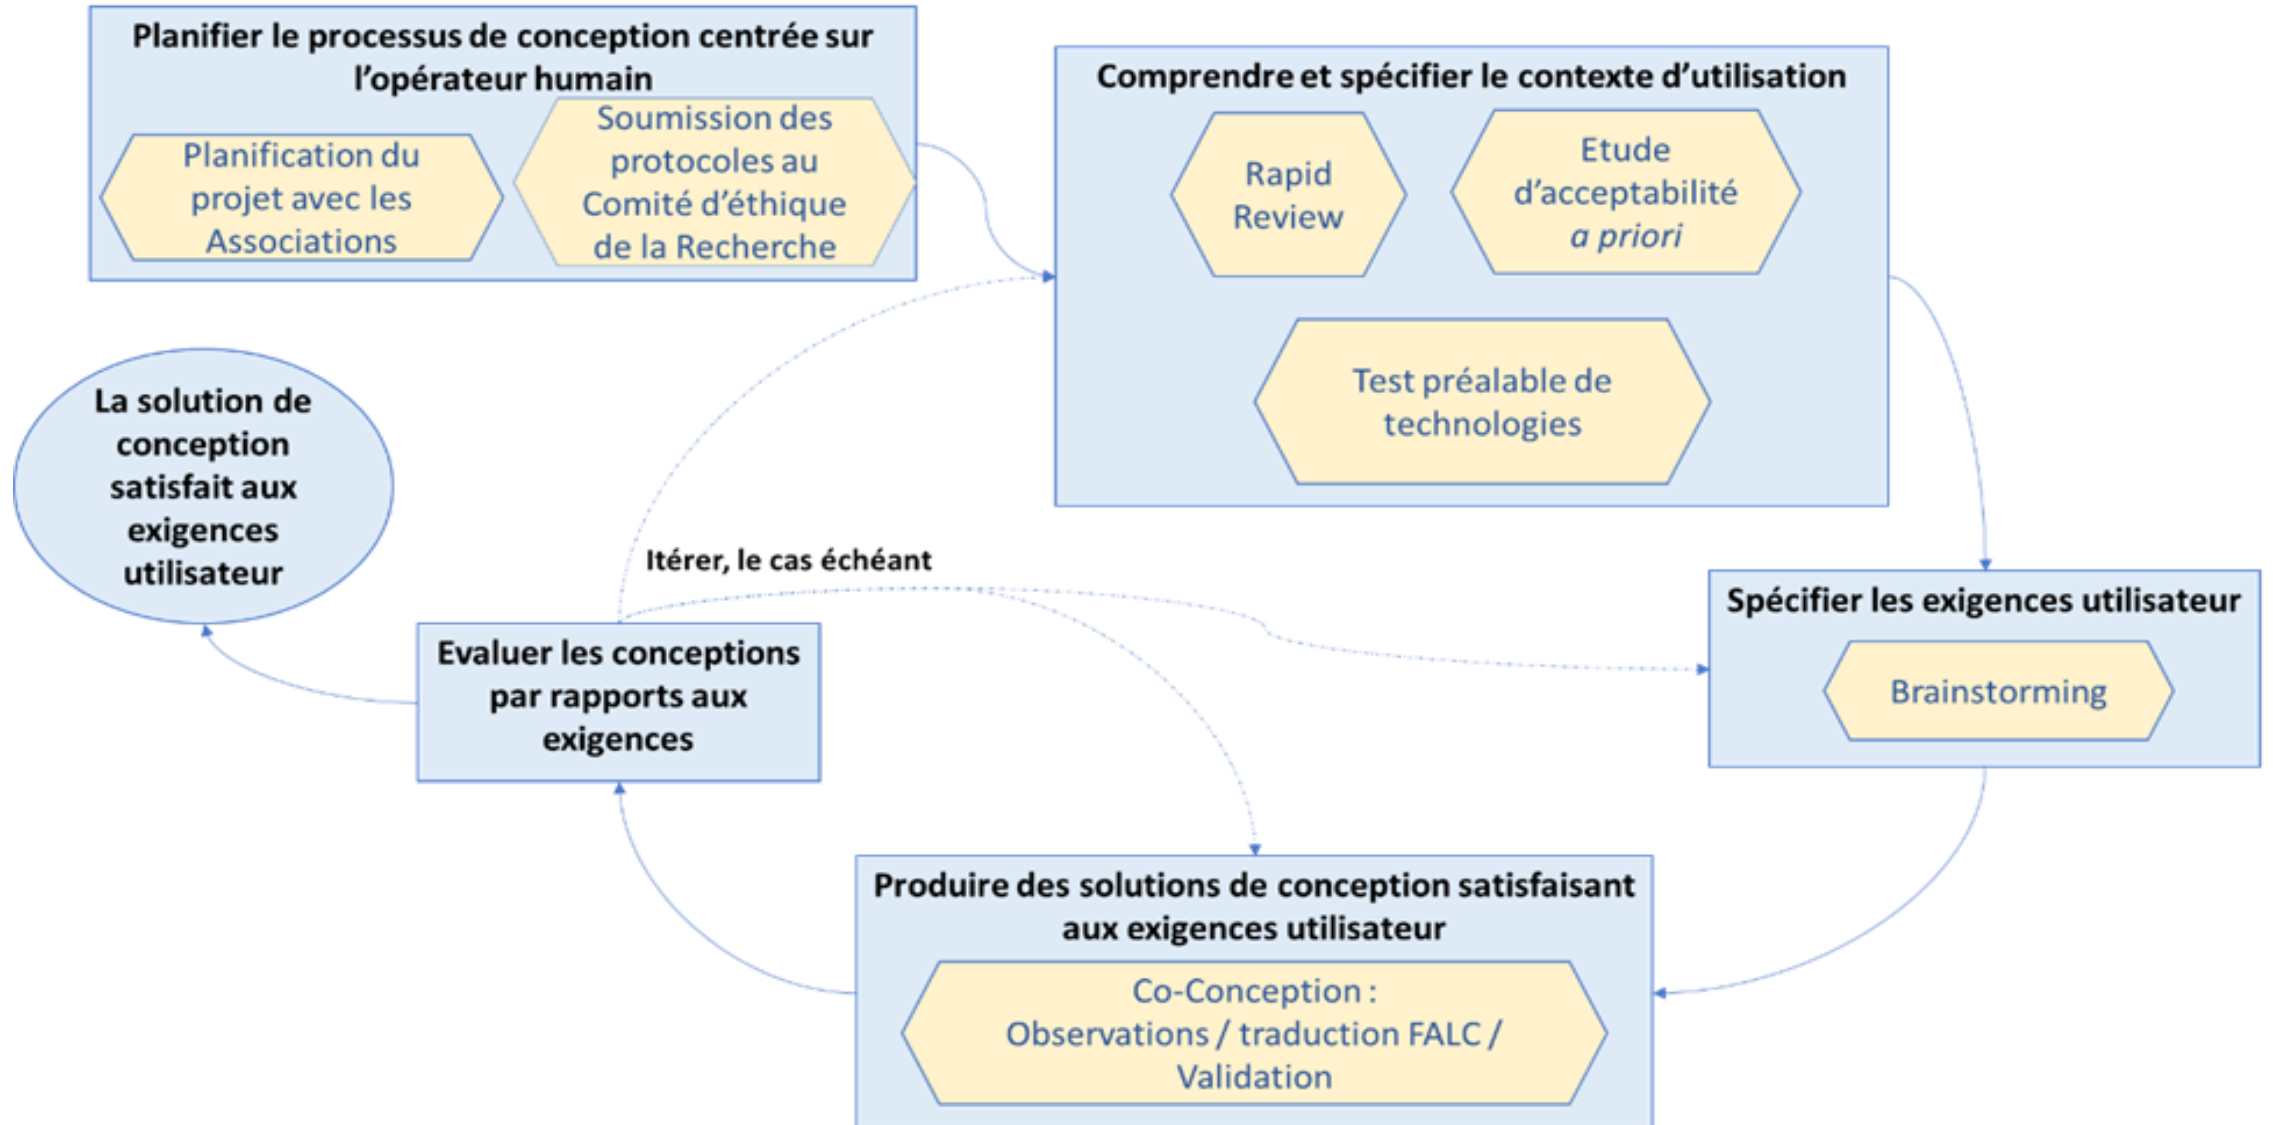 Planifier le processus de conception centrée sur
l'opérateur humain
Planification du
projet avec les
Associations
Soumission des
protocoles au
Comité d'éthique
de la Recherche
Comprendre et spécifier le contexte d'utilisation
Rapid
Review
Etude
d'acceptabilité
a priori
Test préalable de
technologies
La solution de
conception
satisfait aux
exigences
utilisateur
Itérer, le cas échéant
Evaluer les conceptions
par rapports aux
exigences
Spécifier les exigences utilisateur
Brainstorming
Produire des solutions de conception satisfaisant
aux exigences utilisateur
Co-Conception :
Observations / traduction FALC /
Validation